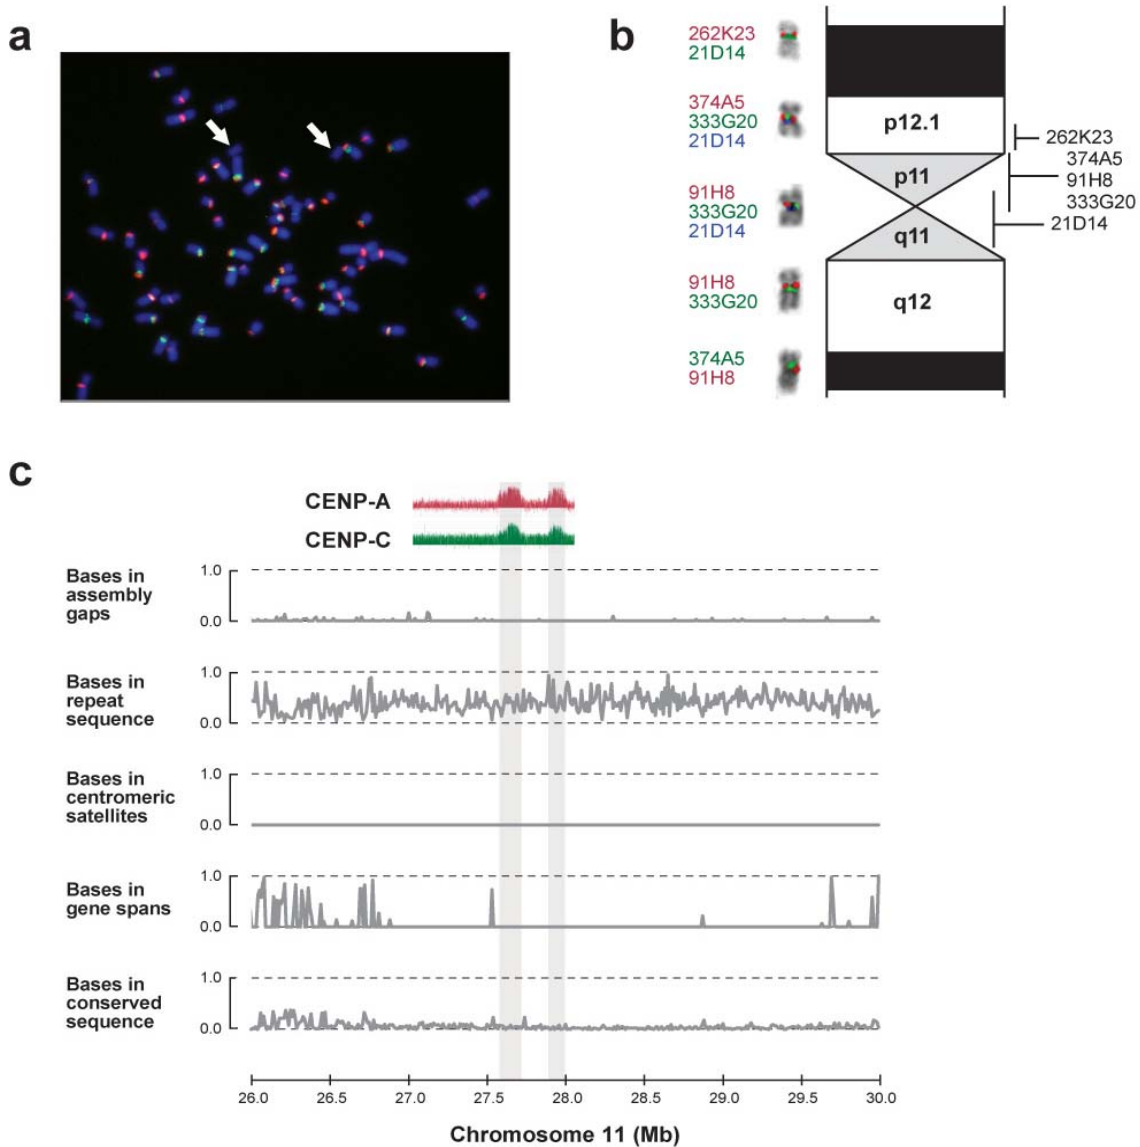 a
b
262K23
21D14
374A5
333G20
21D14
91H8
333G20
21D14
91H8
333G20
374A5
91H8
p12.1
p11
q11
q12
262K23
374A5
91H8
333G20
21D14
c
CENP-A
CENP-C
Bases in
assembly
gaps
1.0
0.0
Bases in
repeat
sequence
1.0
0.0
Bases in
centromeric
satellites
1.0
0.0
Bases in
gene spans
1.0
0.0
Bases in
conserved
sequence
1.0
0.0
26.0 26.5 27.0 27.5 28.0 28.5 29.0 29.5 30.0
Chromosome 11 (Mb)